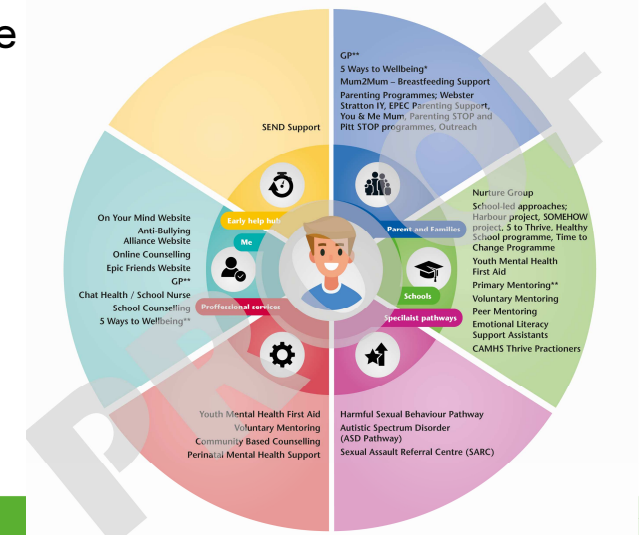 e
GP**
5 Ways to Wellbeing*
Mum2Mum – Breastfeeding Support
Parenting Programmes; Webster
Stratton IY, EPEC Parenting Support,
You & Me Mum, Parenting STOP and
Pitt STOP programmes, Outreach
SEND Support
Early help hub
Parent and Families
Nurture Group
School-led approaches;
Harbour project, SOMEHOW
project, 5 to Thrive, Healthy
School programme, Time to
Change Programme
Youth Mental Health
First Aid
Primary Mentoring**
Voluntary Mentoring
Peer Mentoring
Emotional Literacy
Support Assistants
CAMHS Thrive Practioners
Schools
On Your Mind Website
Anti-Bullying
Alliance Website
Online Counselling
Epic Friends Website
GP**
Chat Health / School Nurse
School Counselling
5 Ways to Wellbeing**
Me
Proffessional services
Specilaist pathways
Youth Mental Health First Aid
Voluntary Mentoring
Community Based Counselling
Perinatal Mental Health Support
Harmful Sexual Behaviour Pathway
Autistic Spectrum Disorder
(ASD Pathway)
Sexual Assault Referral Centre (SARC)
PROOF